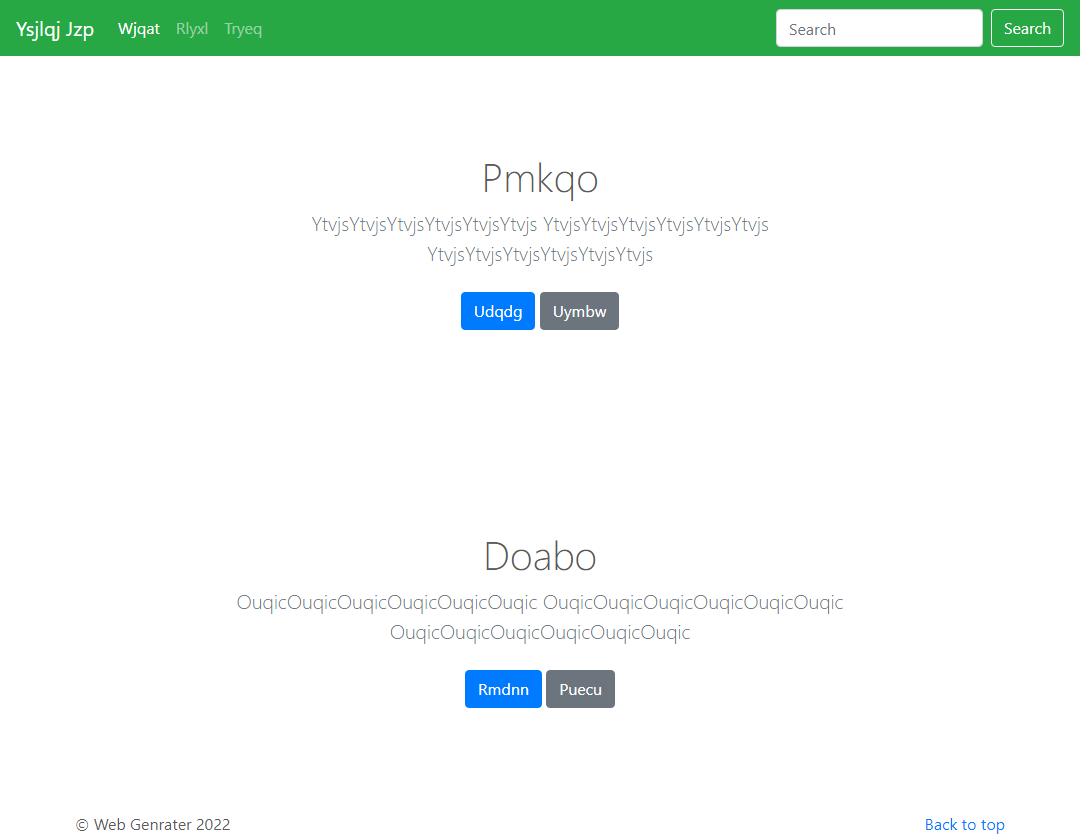 Ysjlqj Jzp Wjqat Rlyxl Tryeq Search Search
Pmkqo
YtvjsYtvjsYtvjsYtvjsYtvjsYtvjs YtvjsYtvjsYtvjsYtvjsYtvjsYtvjs
YtvjsYtvjsYtvjsYtvjsYtvjsYtvjs
Udqdg Uymbw
Doabo
OuqicOuqicOuqicOuqicOuqicOuqic OuqicOuqicOuqicOuqicOuqicOuqic
OuqicOuqicOuqicOuqicOuqicOuqic
Rmdnn Puecu
© Web Genrater 2022 Back to top